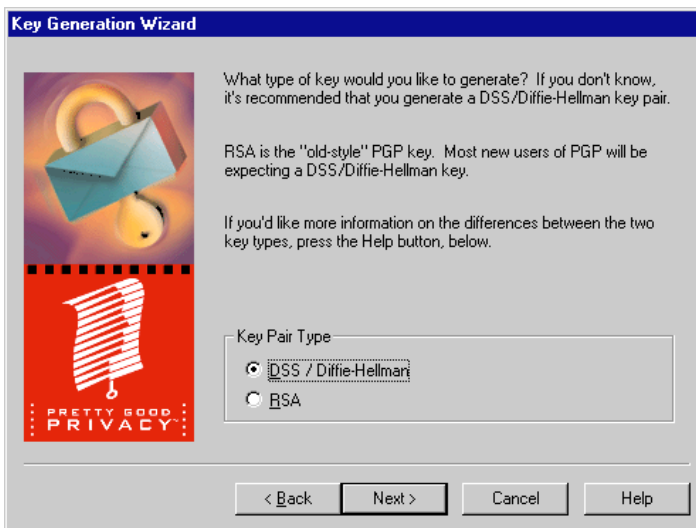 Key Generation Wizard
What type of key would you like to generate? If you don't know,
it's recommended that you generate a DSS/Diffie-Hellman key pair.
RSA is the "old-style" PGP key. Most new users of PGP will be
expecting a DSS/Diffie-Hellman key.
If you'd like more information on the differences between the two
key types, press the Help button, below.
Key Pair Type
DSS / Diffie-Hellman
RSA
PRETTY GOOD
PRIVACY™
< Back
Next >
Cancel
Help